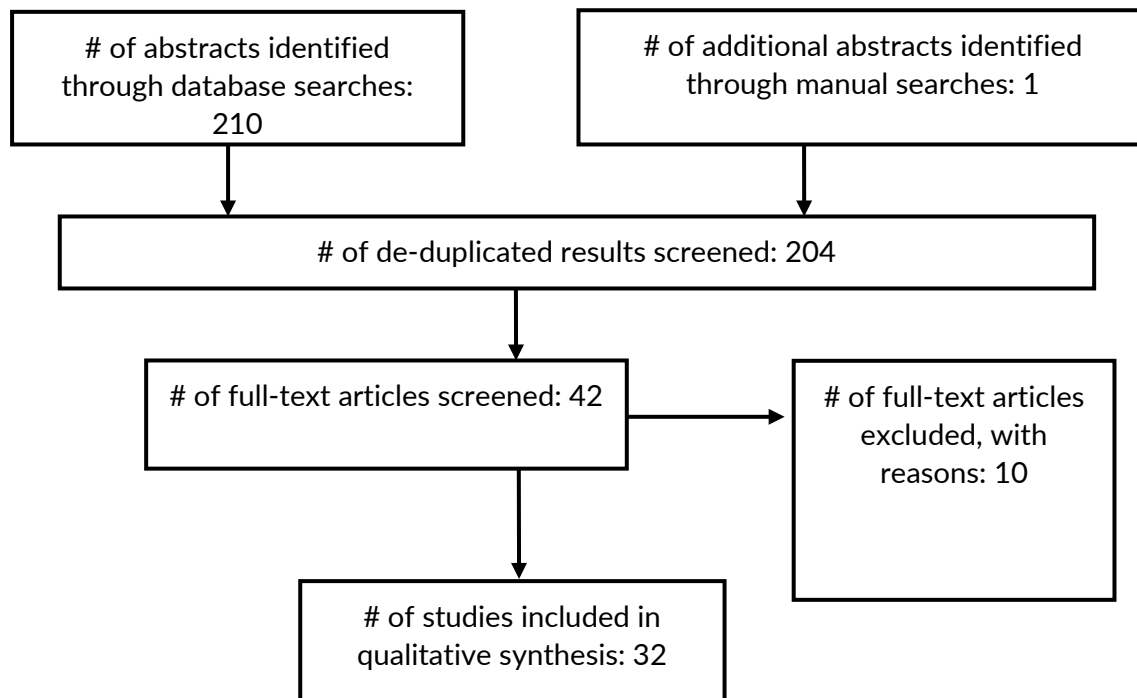 # of abstracts identified
through database searches:
210
# of additional abstracts identified
through manual searches: 1
# of de-duplicated results screened: 204
# of full-text articles screened: 42
# of full-text articles
excluded, with
reasons: 10
# of studies included in
qualitative synthesis: 32